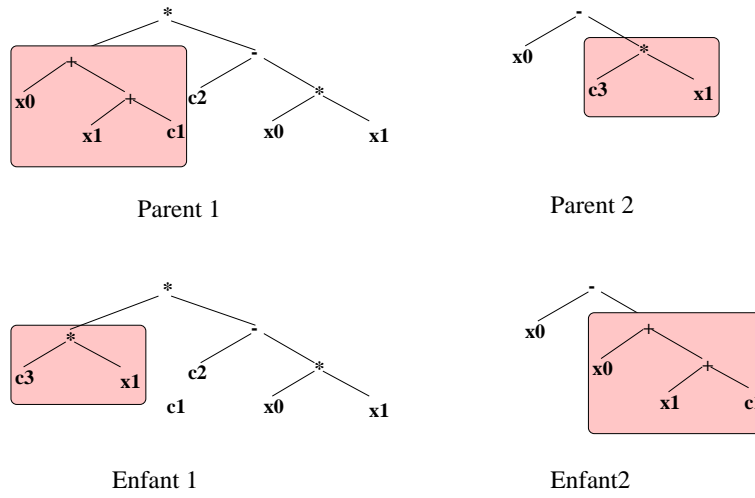 * -
- *
+ x0
x0 + c2 * c3 x1
x1 c1 x0 x1
Parent 1 Parent 2
* -
x0
* - +
c3 x1 c2 * x0 +
c1 x0 x1 x1 c
Enfant 1 Enfant2